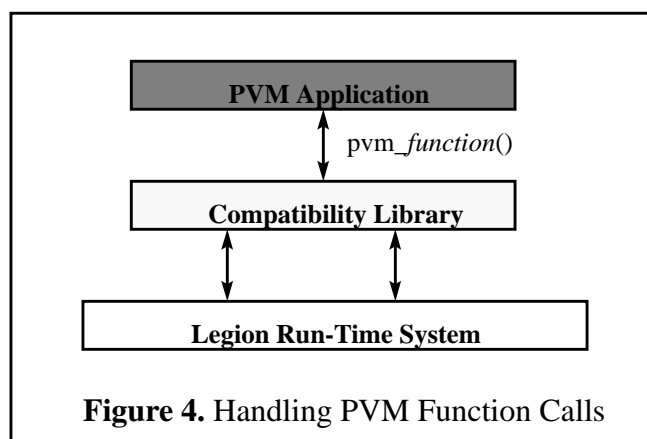 PVM Application
pvm_function()
Compatibility Library
Legion Run-Time System
Figure 4. Handling PVM Function Calls